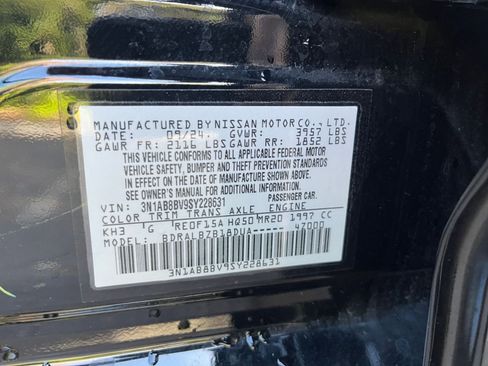 MANUFACTURED BY NISSAN MOTOR CO., LTD.
DATE: 09/24 GVWR: 3957 LBS
GAWR FR: 2116 LBS GAWR RR: 1852 LBS
THIS VEHICLE CONFORMS TO ALL APPLICABLE FEDERAL MOTOR
VEHICLE SAFETY, BUMPER, AND THEFT PREVENTION STANDARDS
IN EFFECT ON THE DATE OF MANUFACTURE SHOWN ABOVE.
SEE OWNER'S MANUAL FOR ADDITIONAL INFORMATION.
VIN: 3N1AB8BV9SY228631 PASSENGER CAR.
COLOR TRIM TRANS AXLE ENGINE
KH3 G RE0F15A HQ50 MR20 1997 CC
MODEL: BDRALBZB18DUA 47000
3N1AB8BV9SY228631